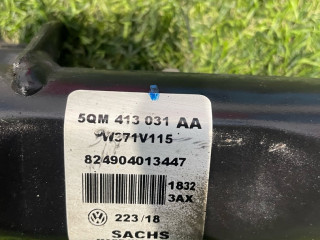 5QM 413 031 AA
W371V115
824904013447
1832
3AX
223/18
SACHS